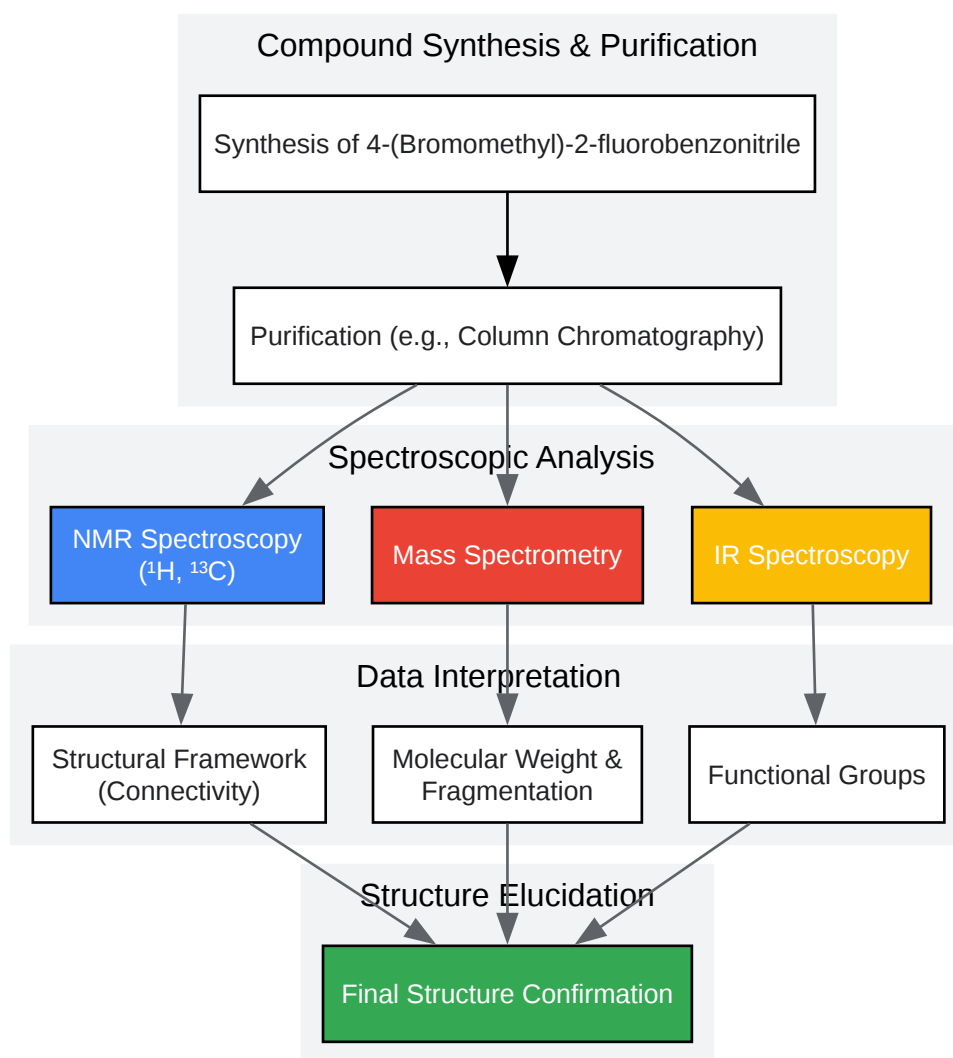 Compound Synthesis & Purification
Synthesis of 4-(Bromomethyl)-2-fluorobenzonitrile
Purification (e.g., Column Chromatography)
Spectroscopic Analysis
NMR Spectroscopy
(¹H, ¹³C)
Mass Spectrometry
IR Spectroscopy
Data Interpretation
Structural Framework
(Connectivity)
Molecular Weight &
Fragmentation
Functional Groups
Structure Elucidation
Final Structure Confirmation